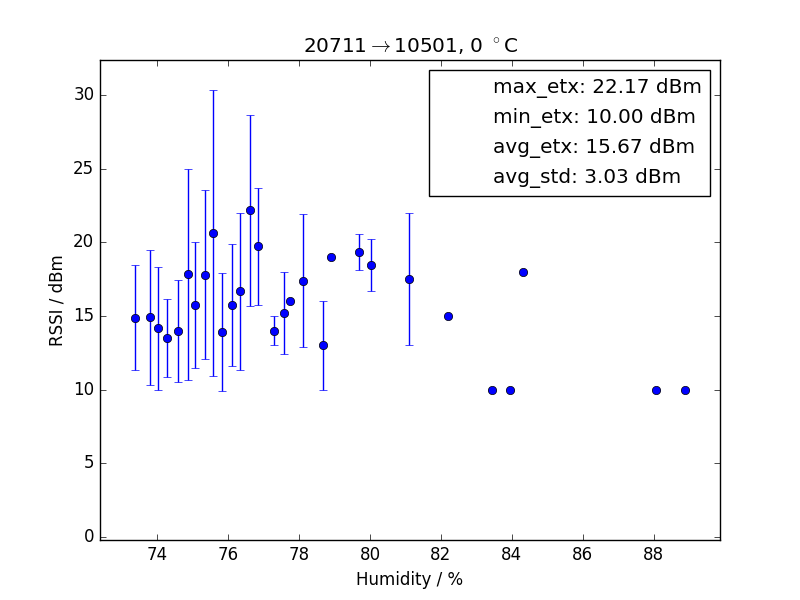 20711→10501, 0 °C
max_etx: 22.17 dBm
min_etx: 10.00 dBm
avg_etx: 15.67 dBm
avg_std: 3.03 dBm
30
25
20
15
10
5
0
RSSI / dBm
74 76 78 80 82 84 86 88
Humidity / %